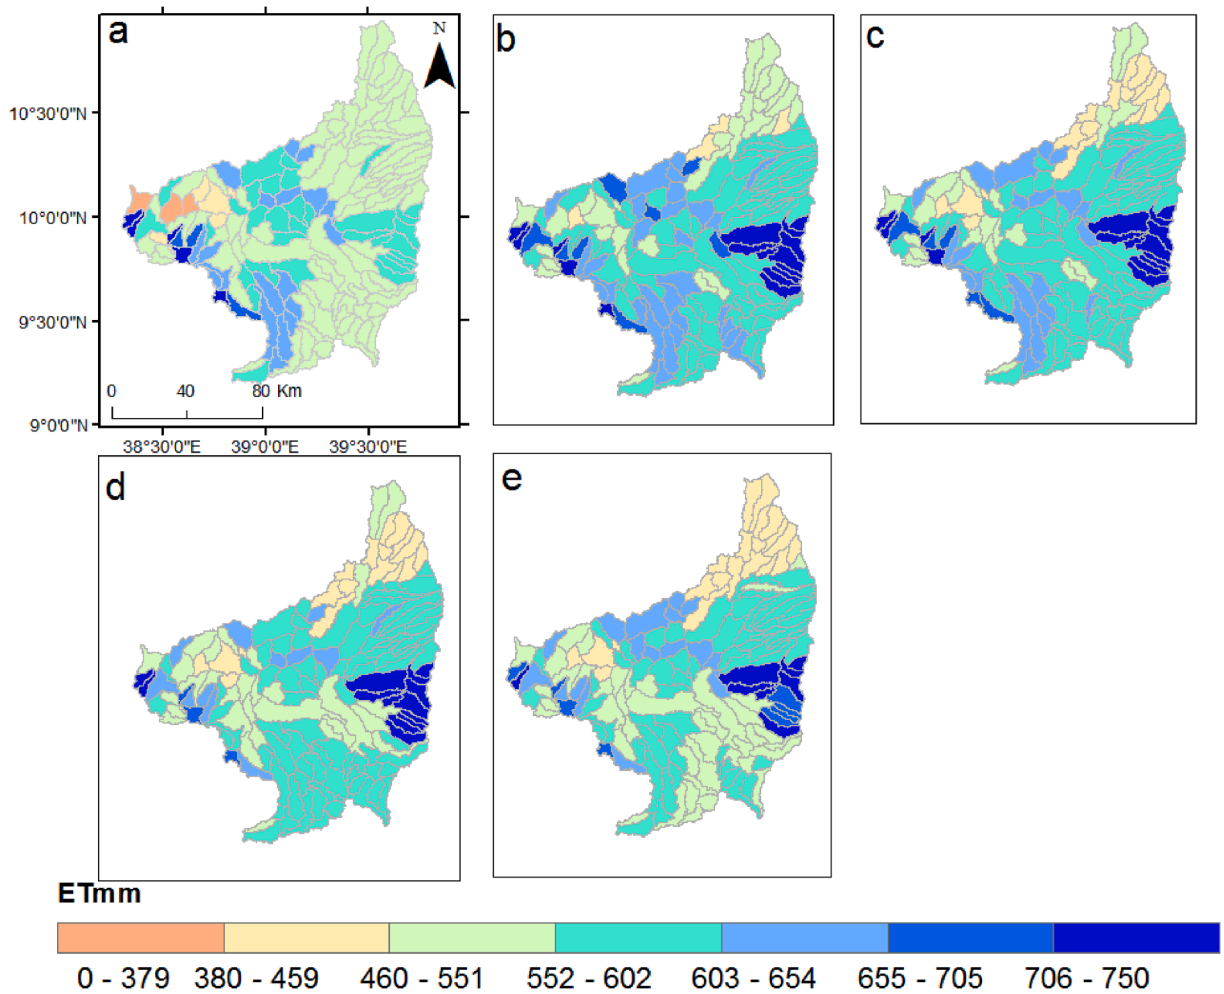 a
N
b
c
10°30'0"N
10°0'0"N
9°30'0"N
9°0'0"N
0 40 80 Km
38°30'0"E 39°0'0"E 39°30'0"E
d
e
ETmm
0 - 379 380 - 459 460 - 551 552 - 602 603 - 654 655 - 705 706 - 750